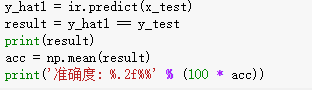 y_hat1 = ir.predict(x_test)
result = y_hat1 == y_test
print(result)
acc = np.mean(result)
print('准确度: %.2f%%' % (100 * acc))